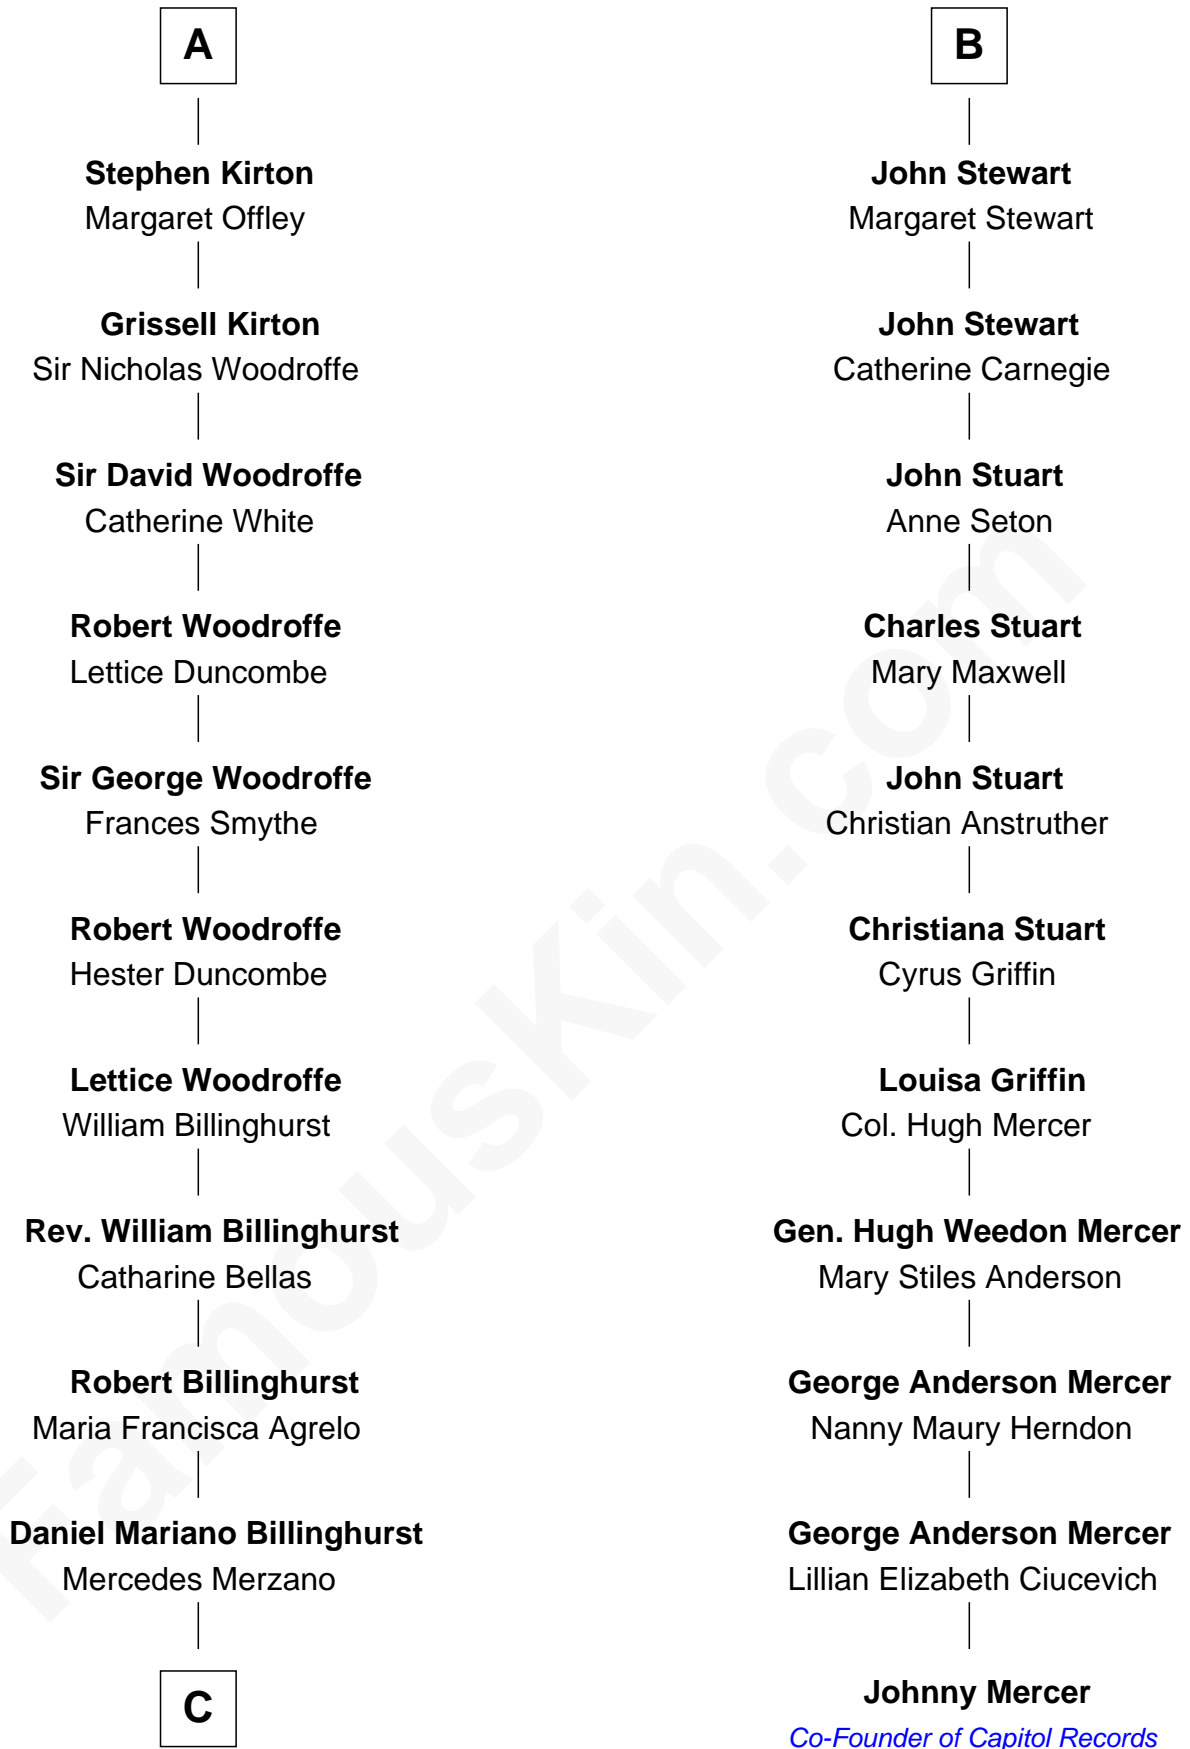 A
Stephen Kirton
Margaret Offley
Grissell Kirton
Sir Nicholas Woodroffe
Sir David Woodroffe
Catherine White
Robert Woodroffe
Lettice Duncombe
Sir George Woodroffe
Frances Smythe
Robert Woodroffe
Hester Duncombe
Lettice Woodroffe
William Billinghurst
Rev. William Billinghurst
Catharine Bellas
Robert Billinghurst
Maria Francisca Agrelo
Daniel Mariano Billinghurst
Mercedes Merzano
C
B
John Stewart
Margaret Stewart
John Stewart
Catherine Carnegie
John Stuart
Anne Seton
Charles Stuart
Mary Maxwell
John Stuart
Christian Anstruther
Christiana Stuart
Cyrus Griffin
Louisa Griffin
Col. Hugh Mercer
Gen. Hugh Weedon Mercer
Mary Stiles Anderson
George Anderson Mercer
Nanny Maury Herndon
George Anderson Mercer
Lillian Elizabeth Ciucevich
Johnny Mercer
Co-Founder of Capitol Records
FamousKin.com